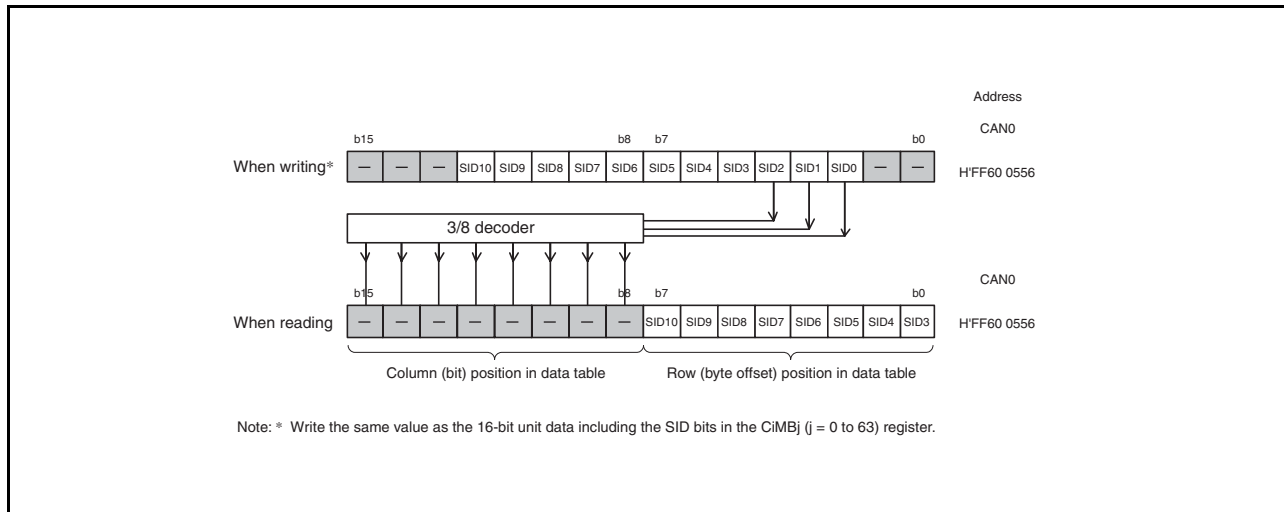 Address
CAN0
b15 b8 b7 b0
When writing* — — — SID10 SID9 SID8 SID7 SID6 SID5 SID4 SID3 SID2 SID1 SID0 — — H'FF60 0556
3/8 decoder
CAN0
b15 b8 b7 b0
When reading — — — — — — — — SID10 SID9 SID8 SID7 SID6 SID5 SID4 SID3 H'FF60 0556
Column (bit) position in data table Row (byte offset) position in data table
Note: * Write the same value as the 16-bit unit data including the SID bits in the CiMBj (j = 0 to 63) register.